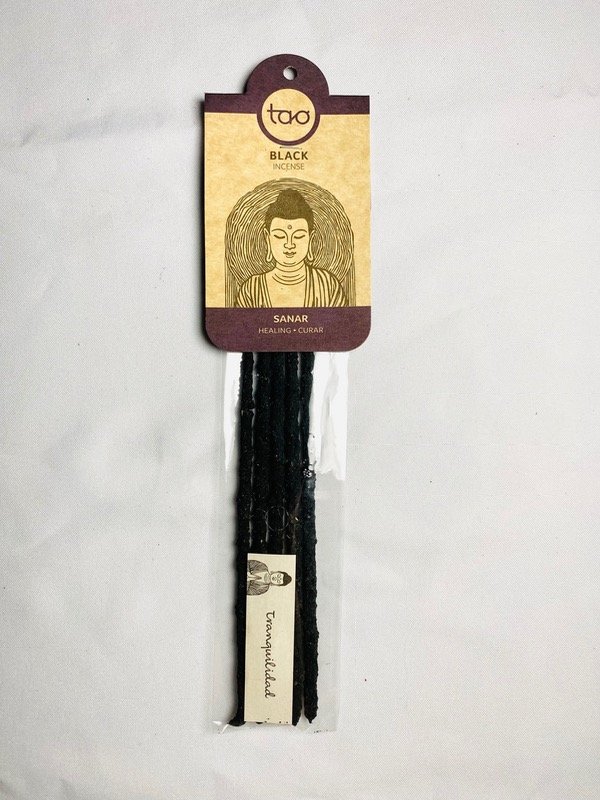 tao
BLACK
INCENSE
SANAR
HEALING • CURAR
Tranquilidad